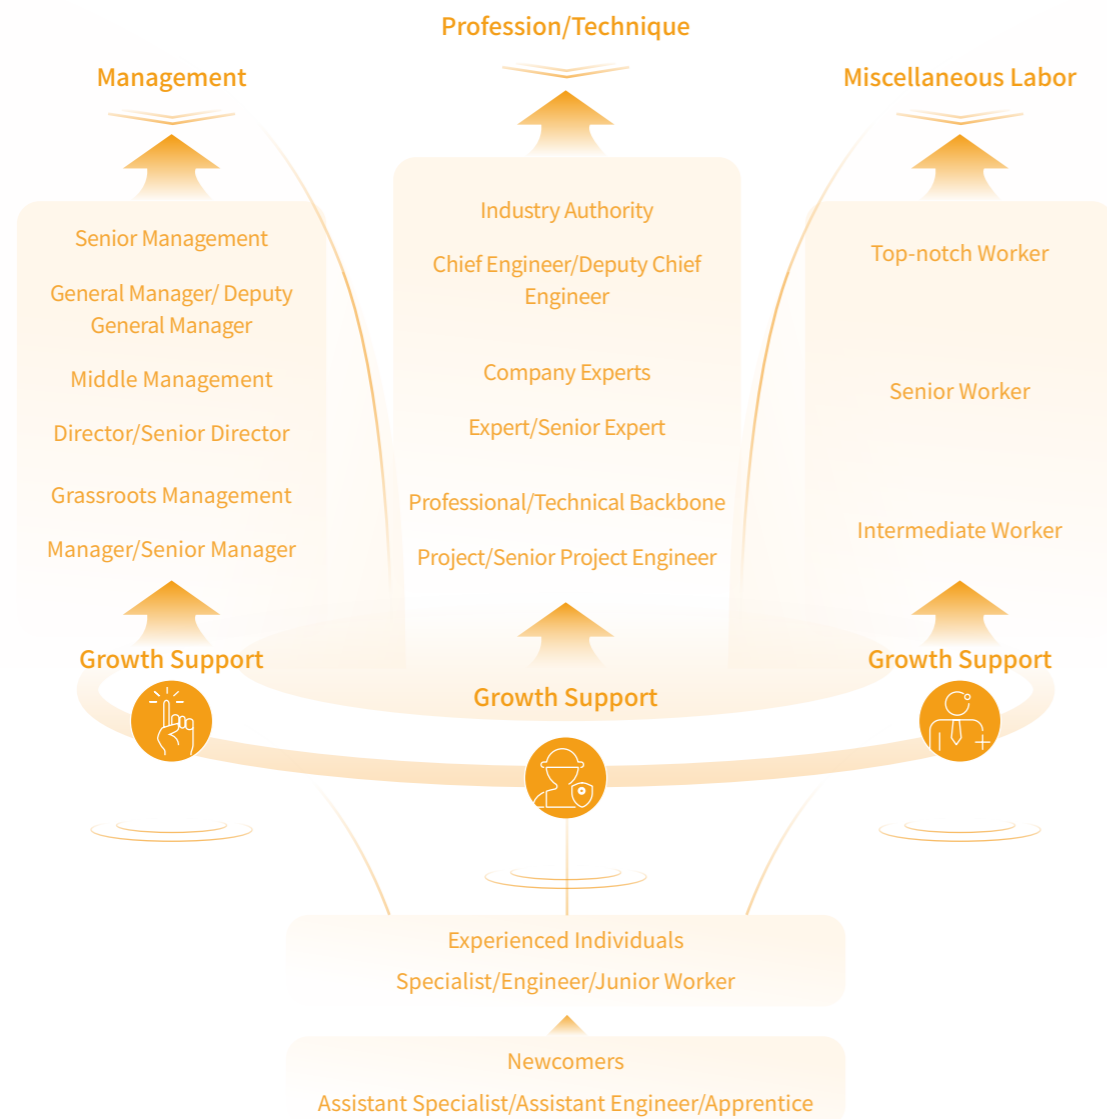 Profession/Technique
Management
Miscellaneous Labor
Senior Management
General Manager/ Deputy
General Manager
Middle Management
Director/Senior Director
Grassroots Management
Manager/Senior Manager
Industry Authority
Chief Engineer/Deputy Chief
Engineer
Company Experts
Expert/Senior Expert
Professional/Technical Backbone
Project/Senior Project Engineer
Top-notch Worker
Senior Worker
Intermediate Worker
Growth Support
Growth Support
Growth Support
Experienced Individuals
Specialist/Engineer/Junior Worker
Newcomers
Assistant Specialist/Assistant Engineer/Apprentice